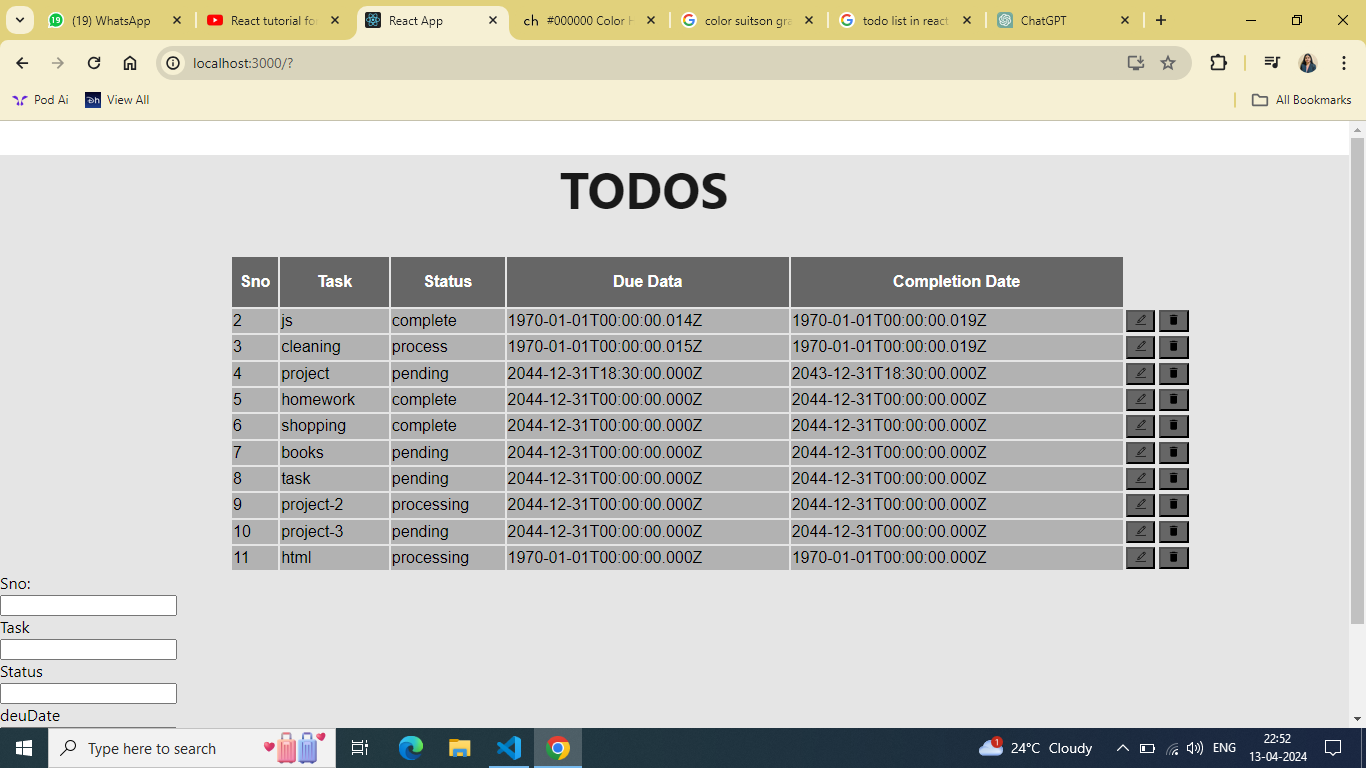 (19) WhatsApp React tutorial fo React App ch #000000 Color H color suitson gra todo list in react ChatGPT
localhost:3000/?
Pod Ai View All All Bookmarks
TODOS
Sno Task Status Due Data Completion Date
2 js complete 1970-01-01T00:00:00.014Z 1970-01-01T00:00:00.019Z
3 cleaning process 1970-01-01T00:00:00.015Z 1970-01-01T00:00:00.019Z
4 project pending 2044-12-31T18:30:00.000Z 2043-12-31T18:30:00.000Z
5 homework complete 2044-12-31T00:00:00.000Z 2044-12-31T00:00:00.000Z
6 shopping complete 2044-12-31T00:00:00.000Z 2044-12-31T00:00:00.000Z
7 books pending 2044-12-31T00:00:00.000Z 2044-12-31T00:00:00.000Z
8 task pending 2044-12-31T00:00:00.000Z 2044-12-31T00:00:00.000Z
9 project-2 processing 2044-12-31T00:00:00.000Z 2044-12-31T00:00:00.000Z
10 project-3 pending 2044-12-31T00:00:00.000Z 2044-12-31T00:00:00.000Z
11 html processing 1970-01-01T00:00:00.000Z 1970-01-01T00:00:00.000Z
Sno:
Task
Status
deuDate
Type here to search 1 24°C Cloudy ENG 22:52
13-04-2024